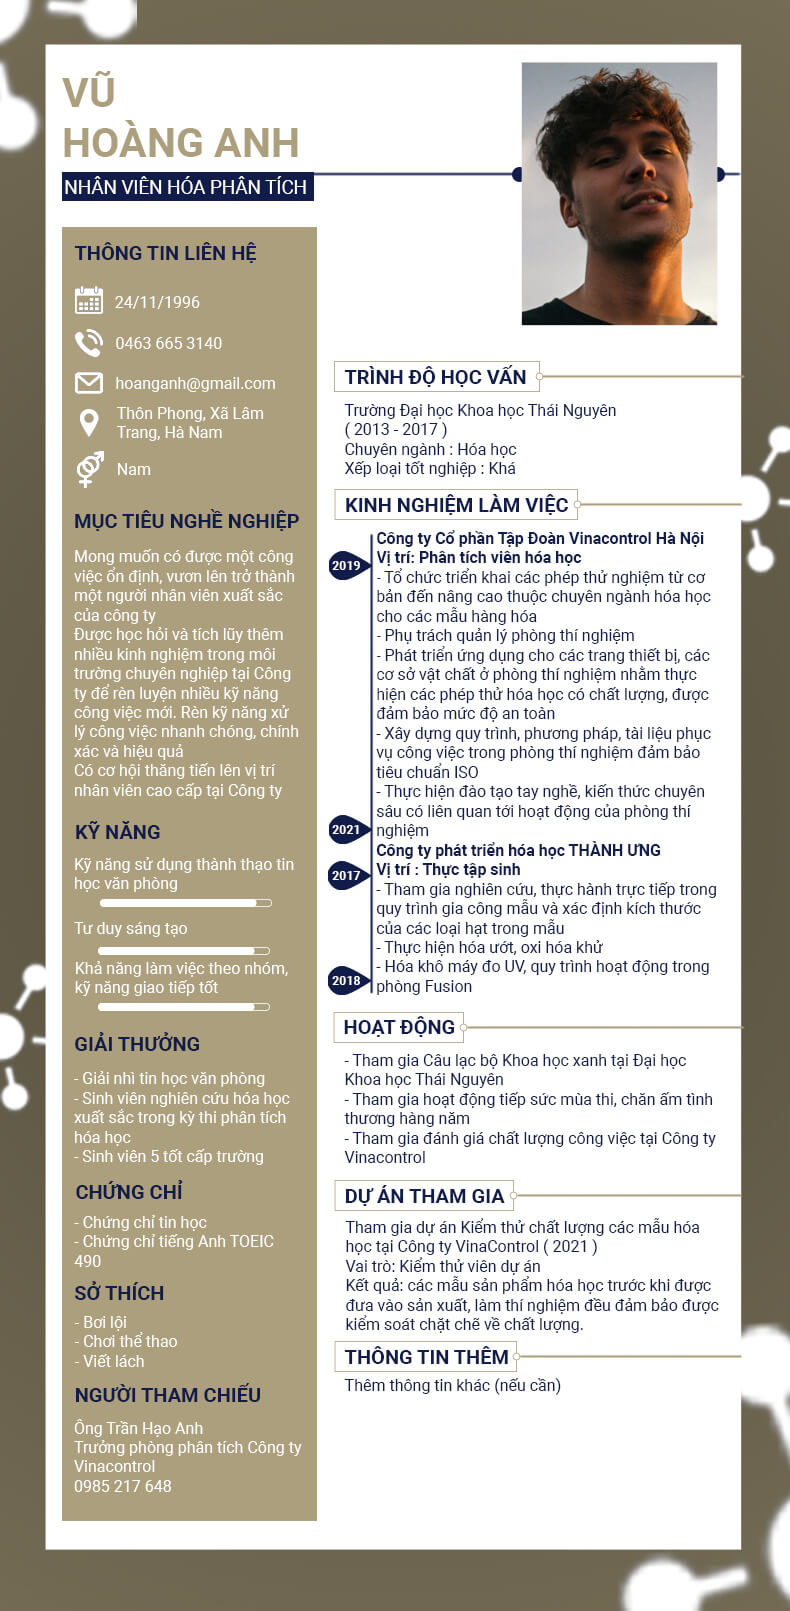 VŨ
HOÀNG ANH
NHÂN VIÊN HÓA PHÂN TÍCH
THÔNG TIN LIÊN HỆ
24/11/1996
0463 665 3140
hoanganh@gmail.com
Thôn Phong, Xã Lâm
Trang, Hà Nam
Nam
MỤC TIÊU NGHỀ NGHIỆP
Mong muốn có được một công
việc ổn định, vươn lên trở thành
một người nhân viên xuất sắc
của công ty
Được học hỏi và tích lũy thêm
nhiều kinh nghiệm trong môi
trường chuyên nghiệp tại Công
ty để rèn luyện nhiều kỹ năng
công việc mới. Rèn kỹ năng xử
lý công việc nhanh chóng, chính
xác và hiệu quả
Có cơ hội thăng tiến lên vị trí
nhân viên cao cấp tại Công ty
KỸ NĂNG
Kỹ năng sử dụng thành thạo tin
học văn phòng
Tư duy sáng tạo
Khả năng làm việc theo nhóm,
kỹ năng giao tiếp tốt
GIẢI THƯỞNG
- Giải nhì tin học văn phòng
- Sinh viên nghiên cứu hóa học
xuất sắc trong kỳ thi phân tích
hóa học
- Sinh viên 5 tốt cấp trường
CHỨNG CHỈ
- Chứng chỉ tin học
- Chứng chỉ tiếng Anh TOEIC
490
SỞ THÍCH
- Bơi lội
- Chơi thể thao
- Viết lách
NGƯỜI THAM CHIẾU
Ông Trần Hạo Anh
Trưởng phòng phân tích Công ty
Vinacontrol
0985 217 648
TRÌNH ĐỘ HỌC VẤN
Trường Đại học Khoa học Thái Nguyên
( 2013 - 2017 )
Chuyên ngành : Hóa học
Xếp loại tốt nghiệp : Khá
KINH NGHIỆM LÀM VIỆC
Công ty Cổ phần Tập Đoàn Vinacontrol Hà Nội
Vị trí: Phân tích viên hóa học
2019
- Tổ chức triển khai các phép thử nghiệm từ cơ
bản đến nâng cao thuộc chuyên ngành hóa học
cho các mẫu hàng hóa
- Phụ trách quản lý phòng thí nghiệm
- Phát triển ứng dụng cho các trang thiết bị, các
cơ sở vật chất ở phòng thí nghiệm nhằm thực
hiện các phép thử hóa học có chất lượng, được
đảm bảo mức độ an toàn
- Xây dựng quy trình, phương pháp, tài liệu phục
vụ công việc trong phòng thí nghiệm đảm bảo
tiêu chuẩn ISO
- Thực hiện đào tạo tay nghề, kiến thức chuyên
sâu có liên quan tới hoạt động của phòng thí
nghiệm
2021
Công ty phát triển hóa học THÀNH ƯNG
Vị trí : Thực tập sinh
2017
- Tham gia nghiên cứu, thực hành trực tiếp trong
quy trình gia công mẫu và xác định kích thước
của các loại hạt trong mẫu
- Thực hiện hóa ướt, oxi hóa khử
- Hóa khô máy đo UV, quy trình hoạt động trong
phòng Fusion
2018
HOẠT ĐỘNG
- Tham gia Câu lạc bộ Khoa học xanh tại Đại học
Khoa học Thái Nguyên
- Tham gia hoạt động tiếp sức mùa thi, chăn ấm tình
thương hàng năm
- Tham gia đánh giá chất lượng công việc tại Công ty
Vinacontrol
DỰ ÁN THAM GIA
Tham gia dự án Kiểm thử chất lượng các mẫu hóa
học tại Công ty VinaControl ( 2021 )
Vai trò: Kiểm thử viên dự án
Kết quả: các mẫu sản phẩm hóa học trước khi được
đưa vào sản xuất, làm thí nghiệm đều đảm bảo được
kiểm soát chặt chẽ về chất lượng.
THÔNG TIN THÊM
Thêm thông tin khác (nếu cần)